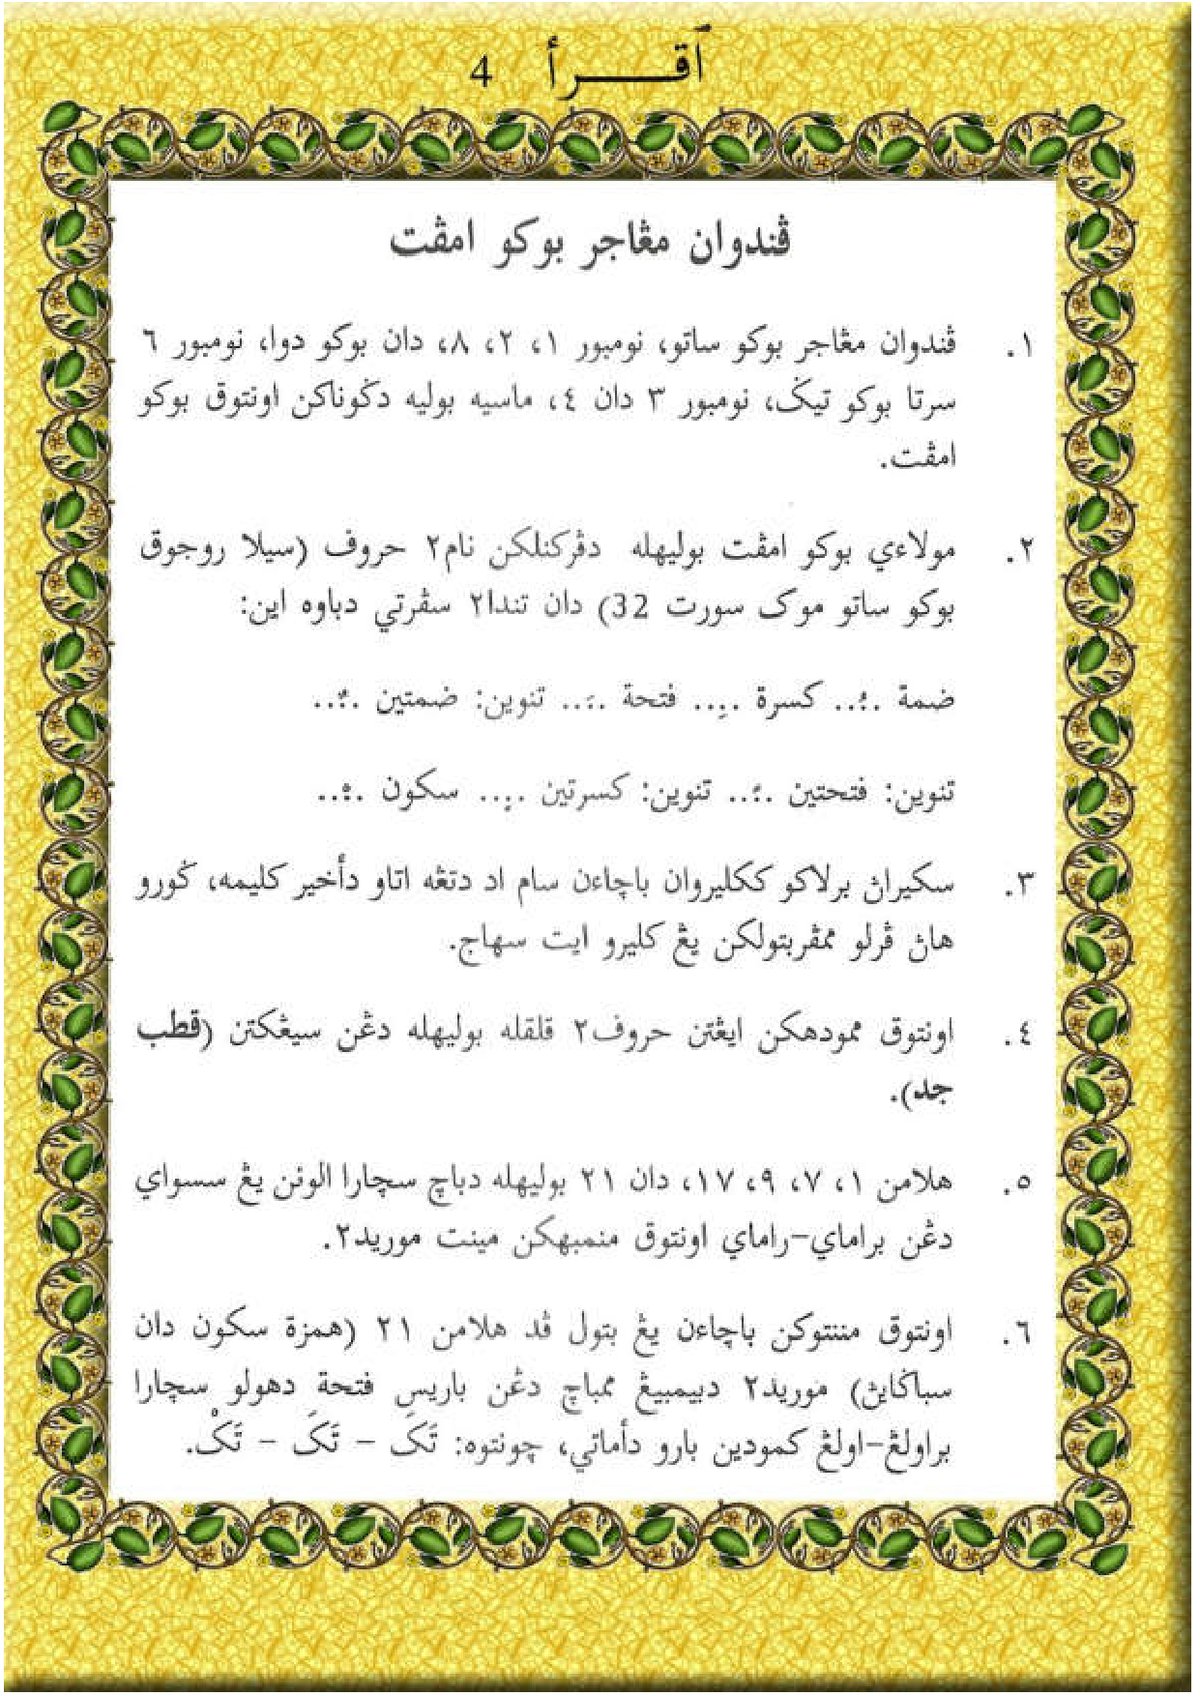 ٱقـــرأ 4
ڤندوان مڠاجر بوكو امڤت
١. ڤندوان مڠاجر بوكو ساتو، نومبور ١، ٢، ٨، دان بوكو دوا، نومبور ٦
سرتا بوكو تيݢ، نومبور ٣ دان ٤، ماسيه بوليه دݢوناكن اونتوق بوكو
امڤت.
٢. مولاءي بوكو امڤت بوليهله دڤركنلكن نام٢ حروف (سيلا روجوق
بوكو ساتو موک سورت 32) دان تندا٢ سڤرتي دباوه اين:
ضمة .ُ.. كسرة .ِ.. فتحة .َ.. تنوين: ضمتين .ٌ..
تنوين: فتحتين .ً.. تنوين: كسرتين .ٍ.. سكون .ْ..
٣. سكيراڽ برلاكو ككليروان باچاءن سام اد دتڠه اتاو دأخير كليمه، ݢورو
هاڽ ڤرلو ممڤربتولكن يڠ كليرو ايت سهاج.
٤. اونتوق ممودهكن ايڠتن حروف٢ قلقله بوليهله دڠن سيڠكتن (قطب
جد).
٥. هلامن ١، ٧، ٩، ١٧، دان ٢١ بوليهله دباچ سچارا الونن يڠ سسواي
دڠن براماي-راماي اونتوق منمبهكن مينت موريد٢.
٦. اونتوق مننتوكن باچاءن يڠ بتول ڤد هلامن ٢١ (همزة سكون دان
سباݢايڽ) موريد٢ دبيمبيڠ ممباچ دڠن باريس فتحة دهولو سچارا
براولڠ-اولڠ كمودين بارو دأماتي، چونتوه: تَکَ - تَکَ - تَکْ.